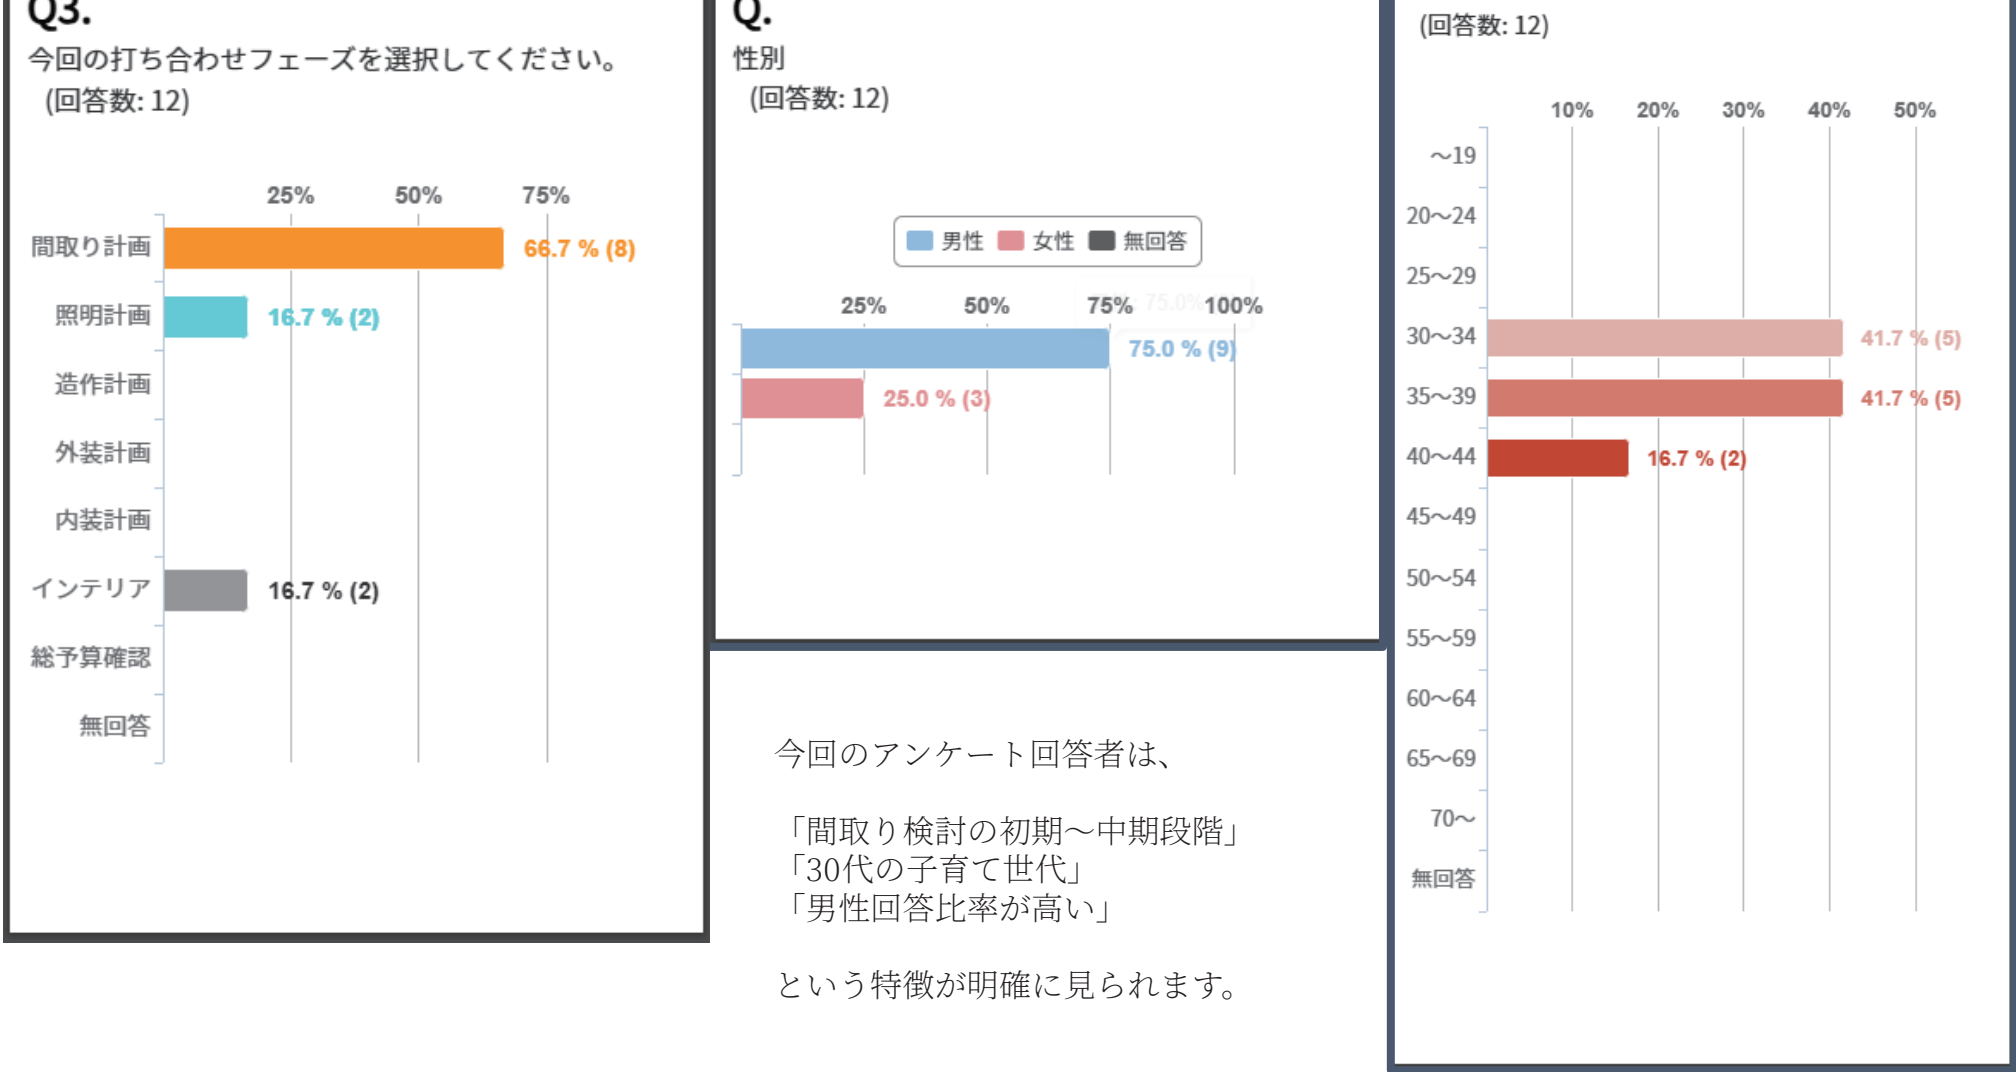 Q3.
今回の打ち合わせフェーズを選択してください。
(回答数: 12)
25% 50% 75%
間取り計画 66.7 % (8)
照明計画 16.7 % (2)
造作計画
外装計画
内装計画
インテリア 16.7 % (2)
総予算確認
無回答
Q.
性別
(回答数: 12)
男性 女性 無回答
25% 50% 75% 100%
: 75.0%
75.0 % (9)
25.0 % (3)
今回のアンケート回答者は、
「間取り検討の初期～中期段階」
「30代の子育て世代」
「男性回答比率が高い」
という特徴が明確に見られます。
(回答数: 12)
10% 20% 30% 40% 50%
～19
20～24
25～29
30～34 41.7 % (5)
35～39 41.7 % (5)
40～44 16.7 % (2)
45～49
50～54
55～59
60～64
65～69
70～
無回答